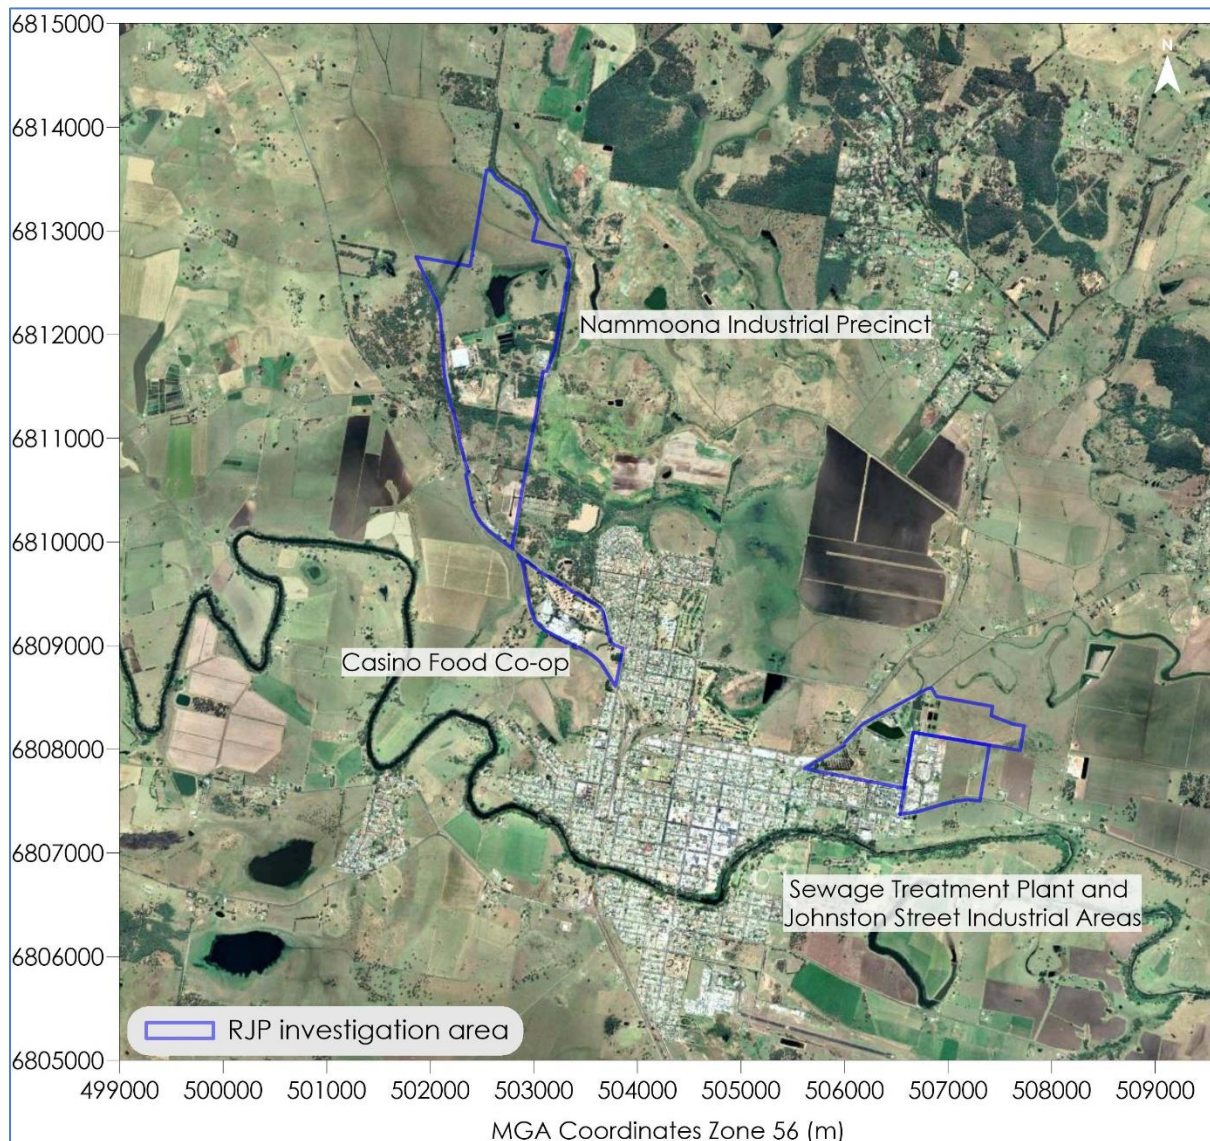 6815000
N
6814000
6813000
Nammoona Industrial Precinct
6812000
6811000
6810000
6809000
Casino Food Co-op
6808000
6807000
Sewage Treatment Plant and
Johnston Street Industrial Areas
6806000
RJP investigation area
6805000
499000 500000 501000 502000 503000 504000 505000 506000 507000 508000 509000
MGA Coordinates Zone 56 (m)